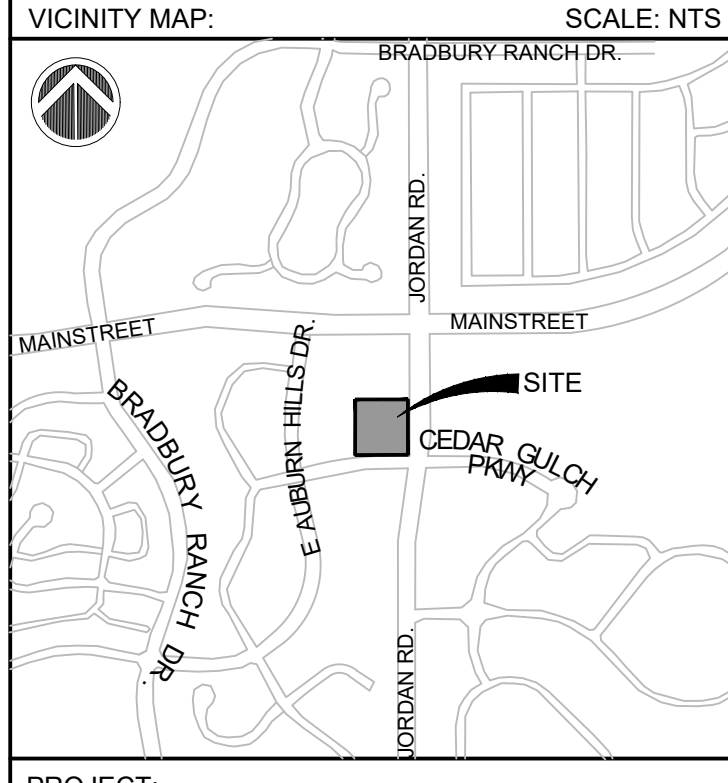 VICINITY MAP: SCALE: NTS
BRADBURY RANCH DR.
JORDAN RD.
MAINSTREET
MAINSTREET
E AUBURN HILLS DR.
SITE
BRADBURY RANCH DR.
CEDAR GULCH
PKWY
JORDAN RD.
PROJECT: